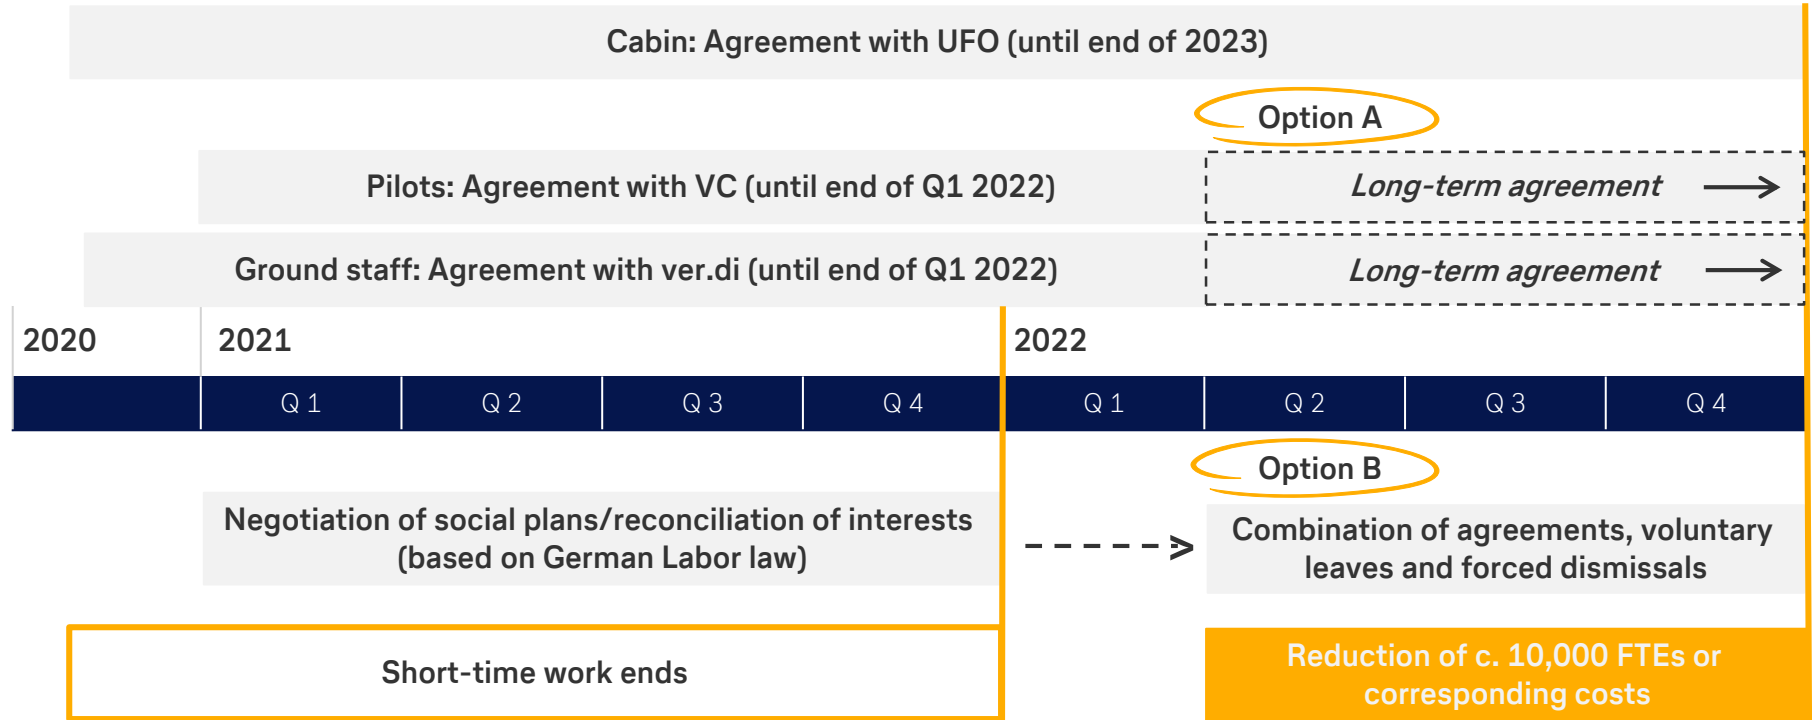 Cabin: Agreement with UFO (until end of 2023)
Option A
Pilots: Agreement with VC (until end of Q1 2022)
Long-term agreement
Ground staff: Agreement with ver.di (until end of Q1 2022)
Long-term agreement
2020
2021
2022
Q 1
Q 2
Q 3
Q 4
Q 1
Q 2
Q 3
Q 4
Option B
Negotiation of social plans/reconciliation of interests
(based on German Labor law)
Combination of agreements, voluntary
leaves and forced dismissals
Short-time work ends
Reduction of c. 10,000 FTEs or
corresponding costs